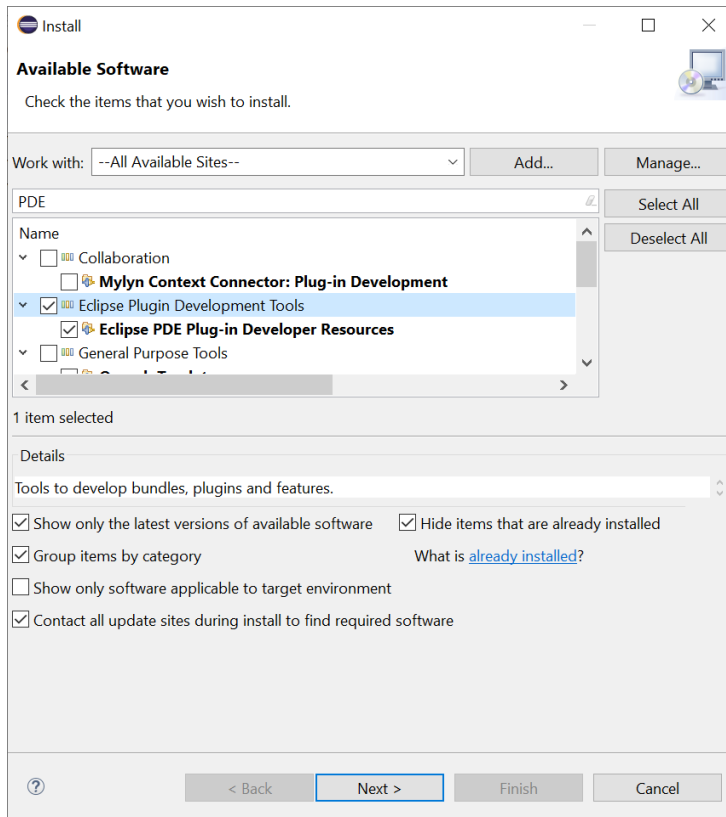 Install
Available Software
Check the items that you wish to install.
Work with: --All Available Sites-- Add... Manage...
PDE Select All
Name Deselect All
Collaboration
Mylyn Context Connector: Plug-in Development
Eclipse Plugin Development Tools
Eclipse PDE Plug-in Developer Resources
General Purpose Tools
1 item selected
Details
Tools to develop bundles, plugins and features.
Show only the latest versions of available software Hide items that are already installed
Group items by category What is already installed?
Show only software applicable to target environment
Contact all update sites during install to find required software
? < Back Next > Finish Cancel